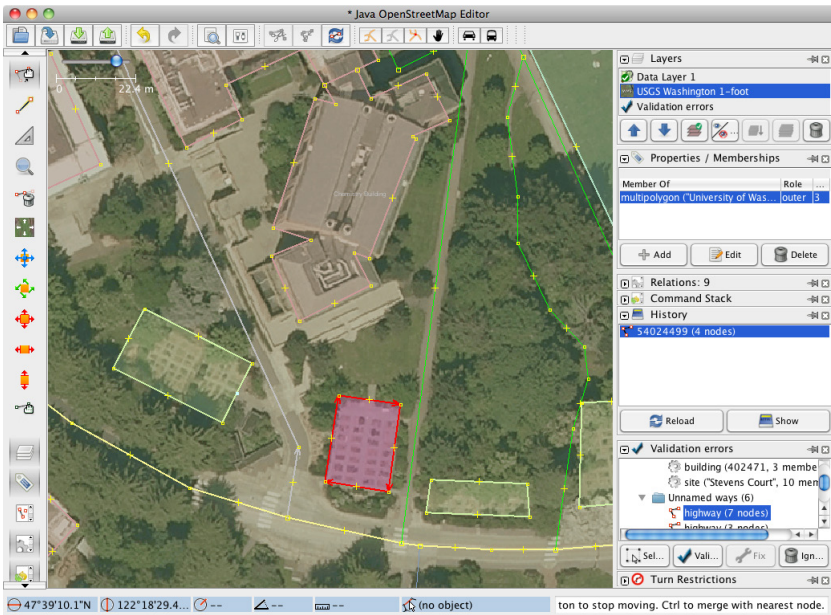 * Java OpenStreetMap Editor
0
22.4 m
Chemistry Building
Layers
Data Layer 1
USGS Washington 1-foot
Validation errors
Properties / Memberships
Member Of
Role
...
multipolygon ("University of Was...
outer
3
Add
Edit
Delete
Relations: 9
Command Stack
History
54024499 (4 nodes)
Reload
Show
Validation errors
building (402471, 3 membe
site ("Stevens Court", 10 mem
Unnamed ways (6)
highway (7 nodes)
highway (3 nodes)
Sel...
Vali...
Fix
Ign...
Turn Restrictions
47°39'10.1"N
122°18'29.4...
--
--
--
(no object)
ton to stop moving. Ctrl to merge with nearest node.